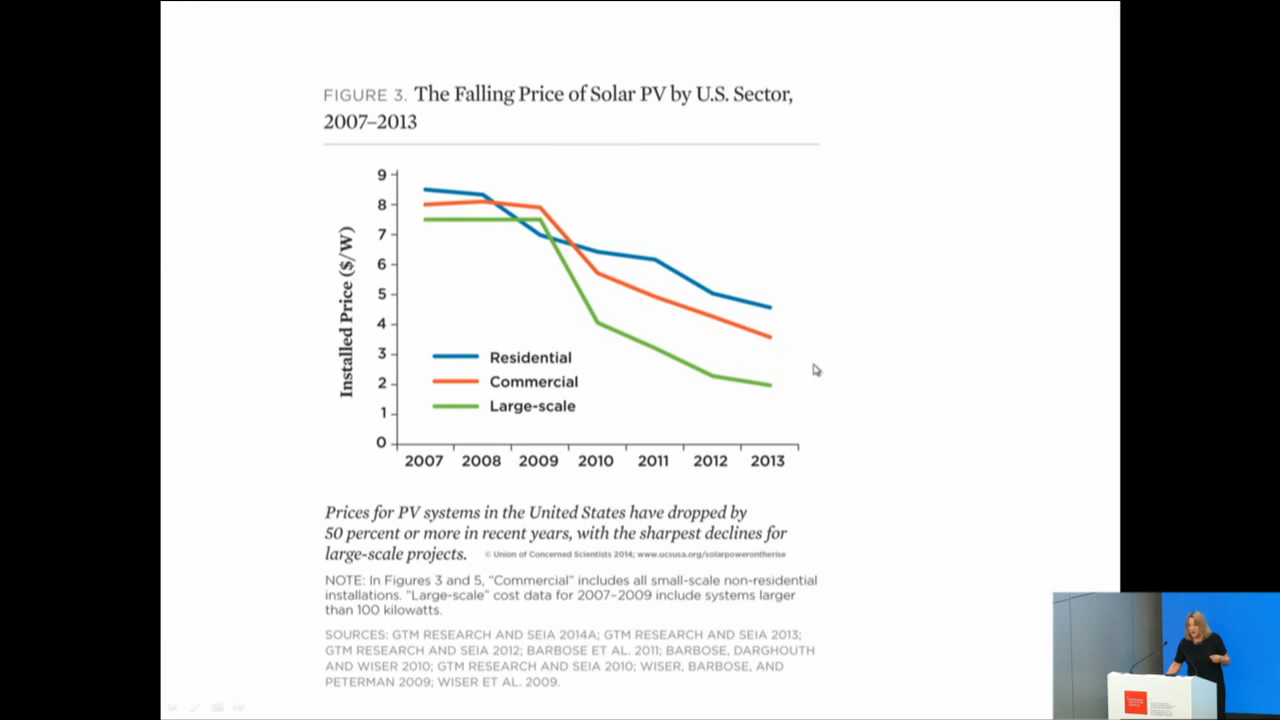 FIGURE 3. The Falling Price of Solar PV by U.S. Sector,
2007–2013
9
8
7
6
5
4
3
2
1
0
Installed Price ($/W)
Residential
Commercial
Large-scale
2007 2008 2009 2010 2011 2012 2013
Prices for PV systems in the United States have dropped by
50 percent or more in recent years, with the sharpest declines for
large-scale projects. © Union of Concerned Scientists 2014; www.ucsusa.org/solarpowerontherise
NOTE: In Figures 3 and 5, "Commercial" includes all small-scale non-residential
installations. "Large-scale" cost data for 2007–2009 include systems larger
than 100 kilowatts.
SOURCES: GTM RESEARCH AND SEIA 2014A; GTM RESEARCH AND SEIA 2013;
GTM RESEARCH AND SEIA 2012; BARBOSE ET AL. 2011; BARBOSE, DARGHOUTH
AND WISER 2010; GTM RESEARCH AND SEIA 2010; WISER, BARBOSE, AND
PETERMAN 2009; WISER ET AL. 2009.